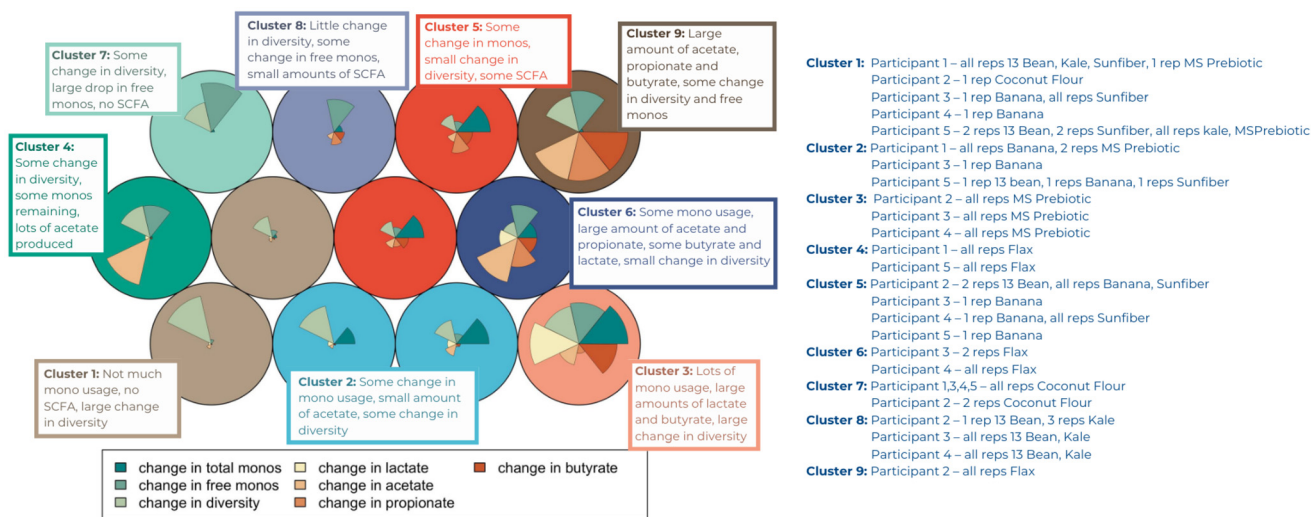 Cluster 7: Some
change in diversity,
large drop in free
monos, no SCFA
Cluster 8: Little change
in diversity, some
change in free monos,
small amounts of SCFA
Cluster 5: Some
change in monos,
small change in
diversity, some SCFA
Cluster 9: Large
amount of acetate,
propionate and
butyrate, some change
in diversity and free
monos
Cluster 4:
Some change
in diversity,
some monos
remaining,
lots of acetate
produced
Cluster 6: Some mono usage,
large amount of acetate and
propionate, some butyrate and
lactate, small change in diversity
Cluster 1: Not much
mono usage, no
SCFA, large change
in diversity
Cluster 2: Some change in
mono usage, small amount
of acetate, some change in
diversity
Cluster 3: Lots of
mono usage, large
amounts of lactate
and butyrate, large
change in diversity
change in total monos
change in free monos
change in diversity
change in lactate
change in acetate
change in propionate
change in butyrate
Cluster 1: Participant 1 – all reps 13 Bean, Kale, Sunfiber, 1 rep MS Prebiotic
Participant 2 – 1 rep Coconut Flour
Participant 3 – 1 rep Banana, all reps Sunfiber
Participant 4 – 1 rep Banana
Participant 5 – 2 reps 13 Bean, 2 reps Sunfiber, all reps kale, MSPrebiotic
Cluster 2: Participant 1 – all reps Banana, 2 reps MS Prebiotic
Participant 3 – 1 rep Banana
Participant 5 – 1 rep 13 bean, 1 reps Banana, 1 reps Sunfiber
Cluster 3: Participant 2 – all reps MS Prebiotic
Participant 3 – all reps MS Prebiotic
Participant 4 – all reps MS Prebiotic
Cluster 4: Participant 1 – all reps Flax
Participant 5 – all reps Flax
Cluster 5: Participant 2 – 2 reps 13 Bean, all reps Banana, Sunfiber
Participant 3 – 1 rep Banana
Participant 4 – 1 rep Banana, all reps Sunfiber
Participant 5 – 1 rep Banana
Cluster 6: Participant 3 – 2 reps Flax
Participant 4 – all reps Flax
Cluster 7: Participant 1,3,4,5 – all reps Coconut Flour
Participant 2 – 2 reps Coconut Flour
Cluster 8: Participant 2 – 1 rep 13 Bean, 3 reps Kale
Participant 3 – all reps 13 Bean, Kale
Participant 4 – all reps 13 Bean, Kale
Cluster 9: Participant 2 – all reps Flax